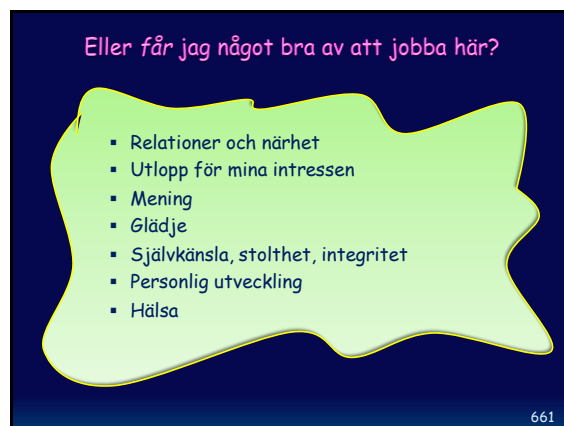 Eller får jag något bra av att jobba här?
▪ Relationer och närhet
▪ Utlopp för mina intressen
▪ Mening
▪ Glädje
▪ Självkänsla, stolthet, integritet
▪ Personlig utveckling
▪ Hälsa
661